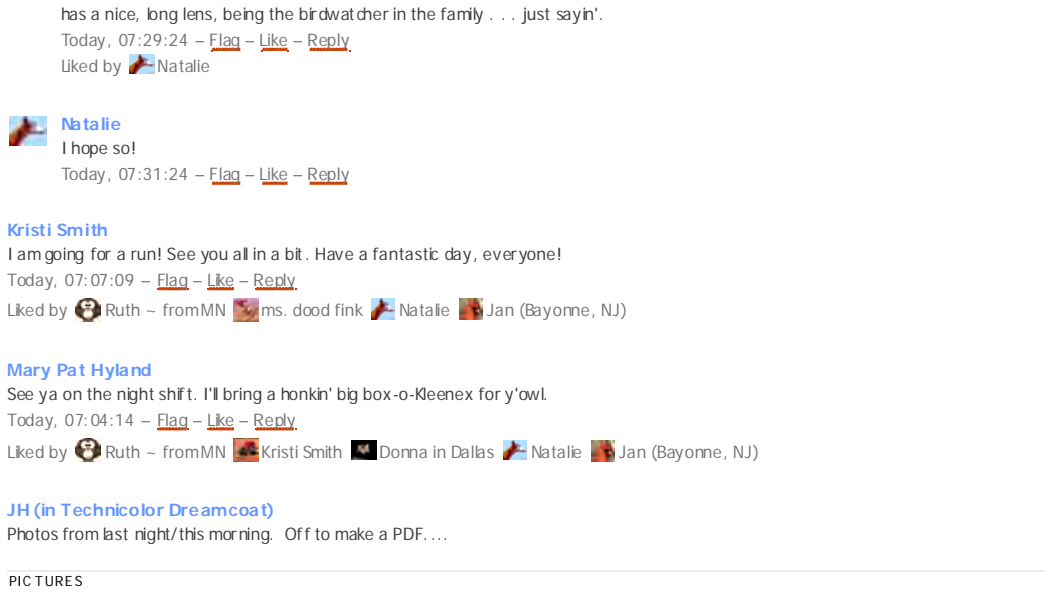 has a nice, long lens, being the birdwatcher in the family . . . just sayin'.
Today, 07:29:24 – Flag – Like – Reply
Liked by Natalie
Natalie
I hope so!
Today, 07:31:24 – Flag – Like – Reply
Kristi Smith
I am going for a run! See you all in a bit. Have a fantastic day, everyone!
Today, 07:07:09 – Flag – Like – Reply
Liked by Ruth ~ from MN ms. dood fink Natalie Jan (Bayonne, NJ)
Mary Pat Hyland
See ya on the night shift. I'll bring a honkin' big box-o-Kleenex for y'owl.
Today, 07:04:14 – Flag – Like – Reply
Liked by Ruth ~ from MN Kristi Smith Donna in Dallas Natalie Jan (Bayonne, NJ)
JH (in Technicolor Dreamcoat)
Photos from last night/this morning.  Off to make a PDF. ...
PICTURES